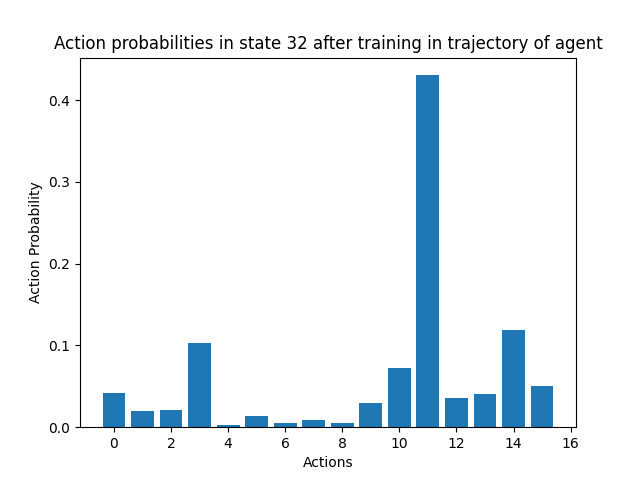 Action probabilities in state 32 after training in trajectory of agent
0.4
0.3
0.2
0.1
0.0
Action Probability
0 2 4 6 8 10 12 14 16
Actions